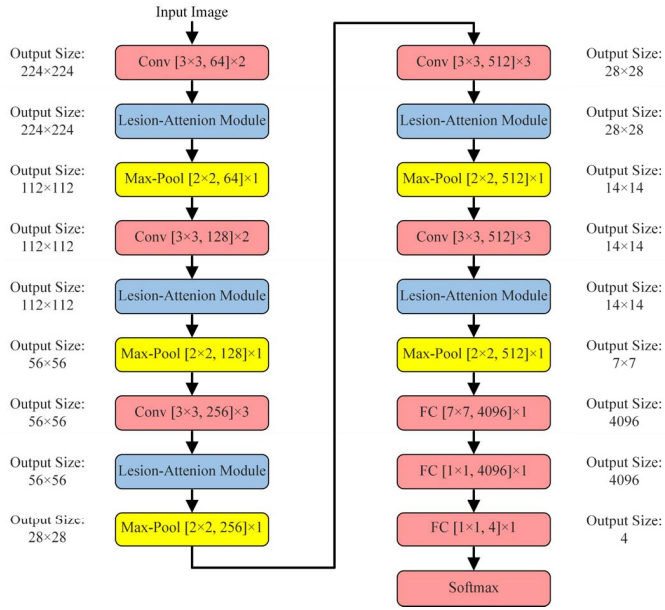 Input Image
Output Size:
224×224
Conv [3×3, 64]×2
Output Size:
224×224
Lesion-Attenion Module
Output Size:
112×112
Max-Pool [2×2, 64]×1
Output Size:
112×112
Conv [3×3, 128]×2
Output Size:
112×112
Lesion-Attenion Module
Output Size:
56×56
Max-Pool [2×2, 128]×1
Output Size:
56×56
Conv [3×3, 256]×3
Output Size:
56×56
Lesion-Attenion Module
Output Size:
28×28
Max-Pool [2×2, 256]×1
Conv [3×3, 512]×3
Output Size:
28×28
Lesion-Attenion Module
Output Size:
28×28
Max-Pool [2×2, 512]×1
Output Size:
14×14
Conv [3×3, 512]×3
Output Size:
14×14
Lesion-Attenion Module
Output Size:
14×14
Max-Pool [2×2, 512]×1
Output Size:
7×7
FC [7×7, 4096]×1
Output Size:
4096
FC [1×1, 4096]×1
Output Size:
4096
FC [1×1, 4]×1
Output Size:
4
Softmax